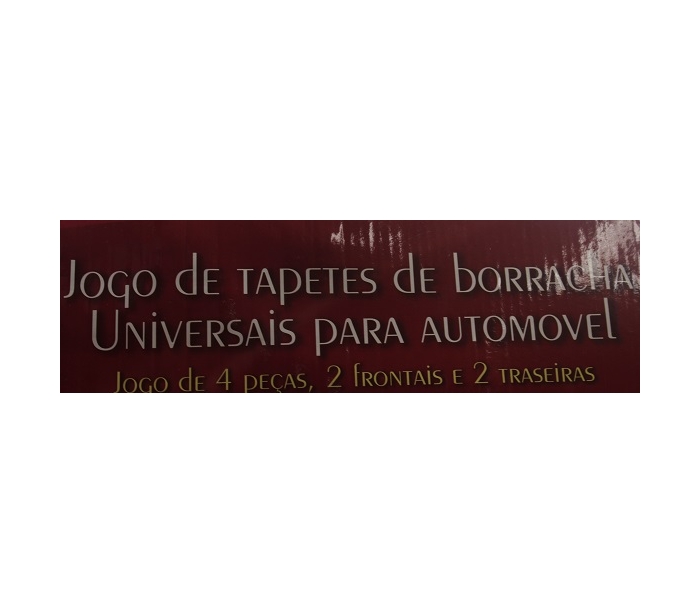 Jogo de tapetes de borracha
Universais para automovel
Jogo de 4 peças, 2 frontais e 2 traseiras